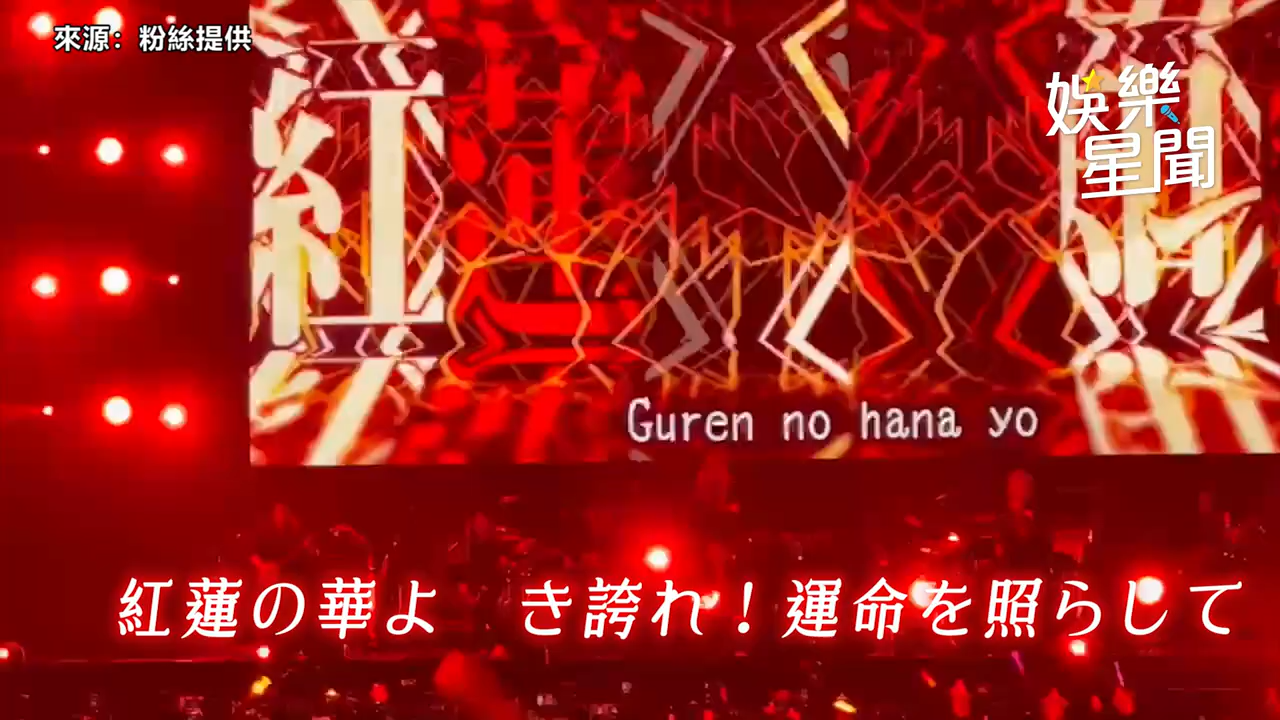 來源：粉絲提供
娛樂
星聞
紅
Guren no hana yo
紅蓮の華よ　き誇れ！運命を照らして